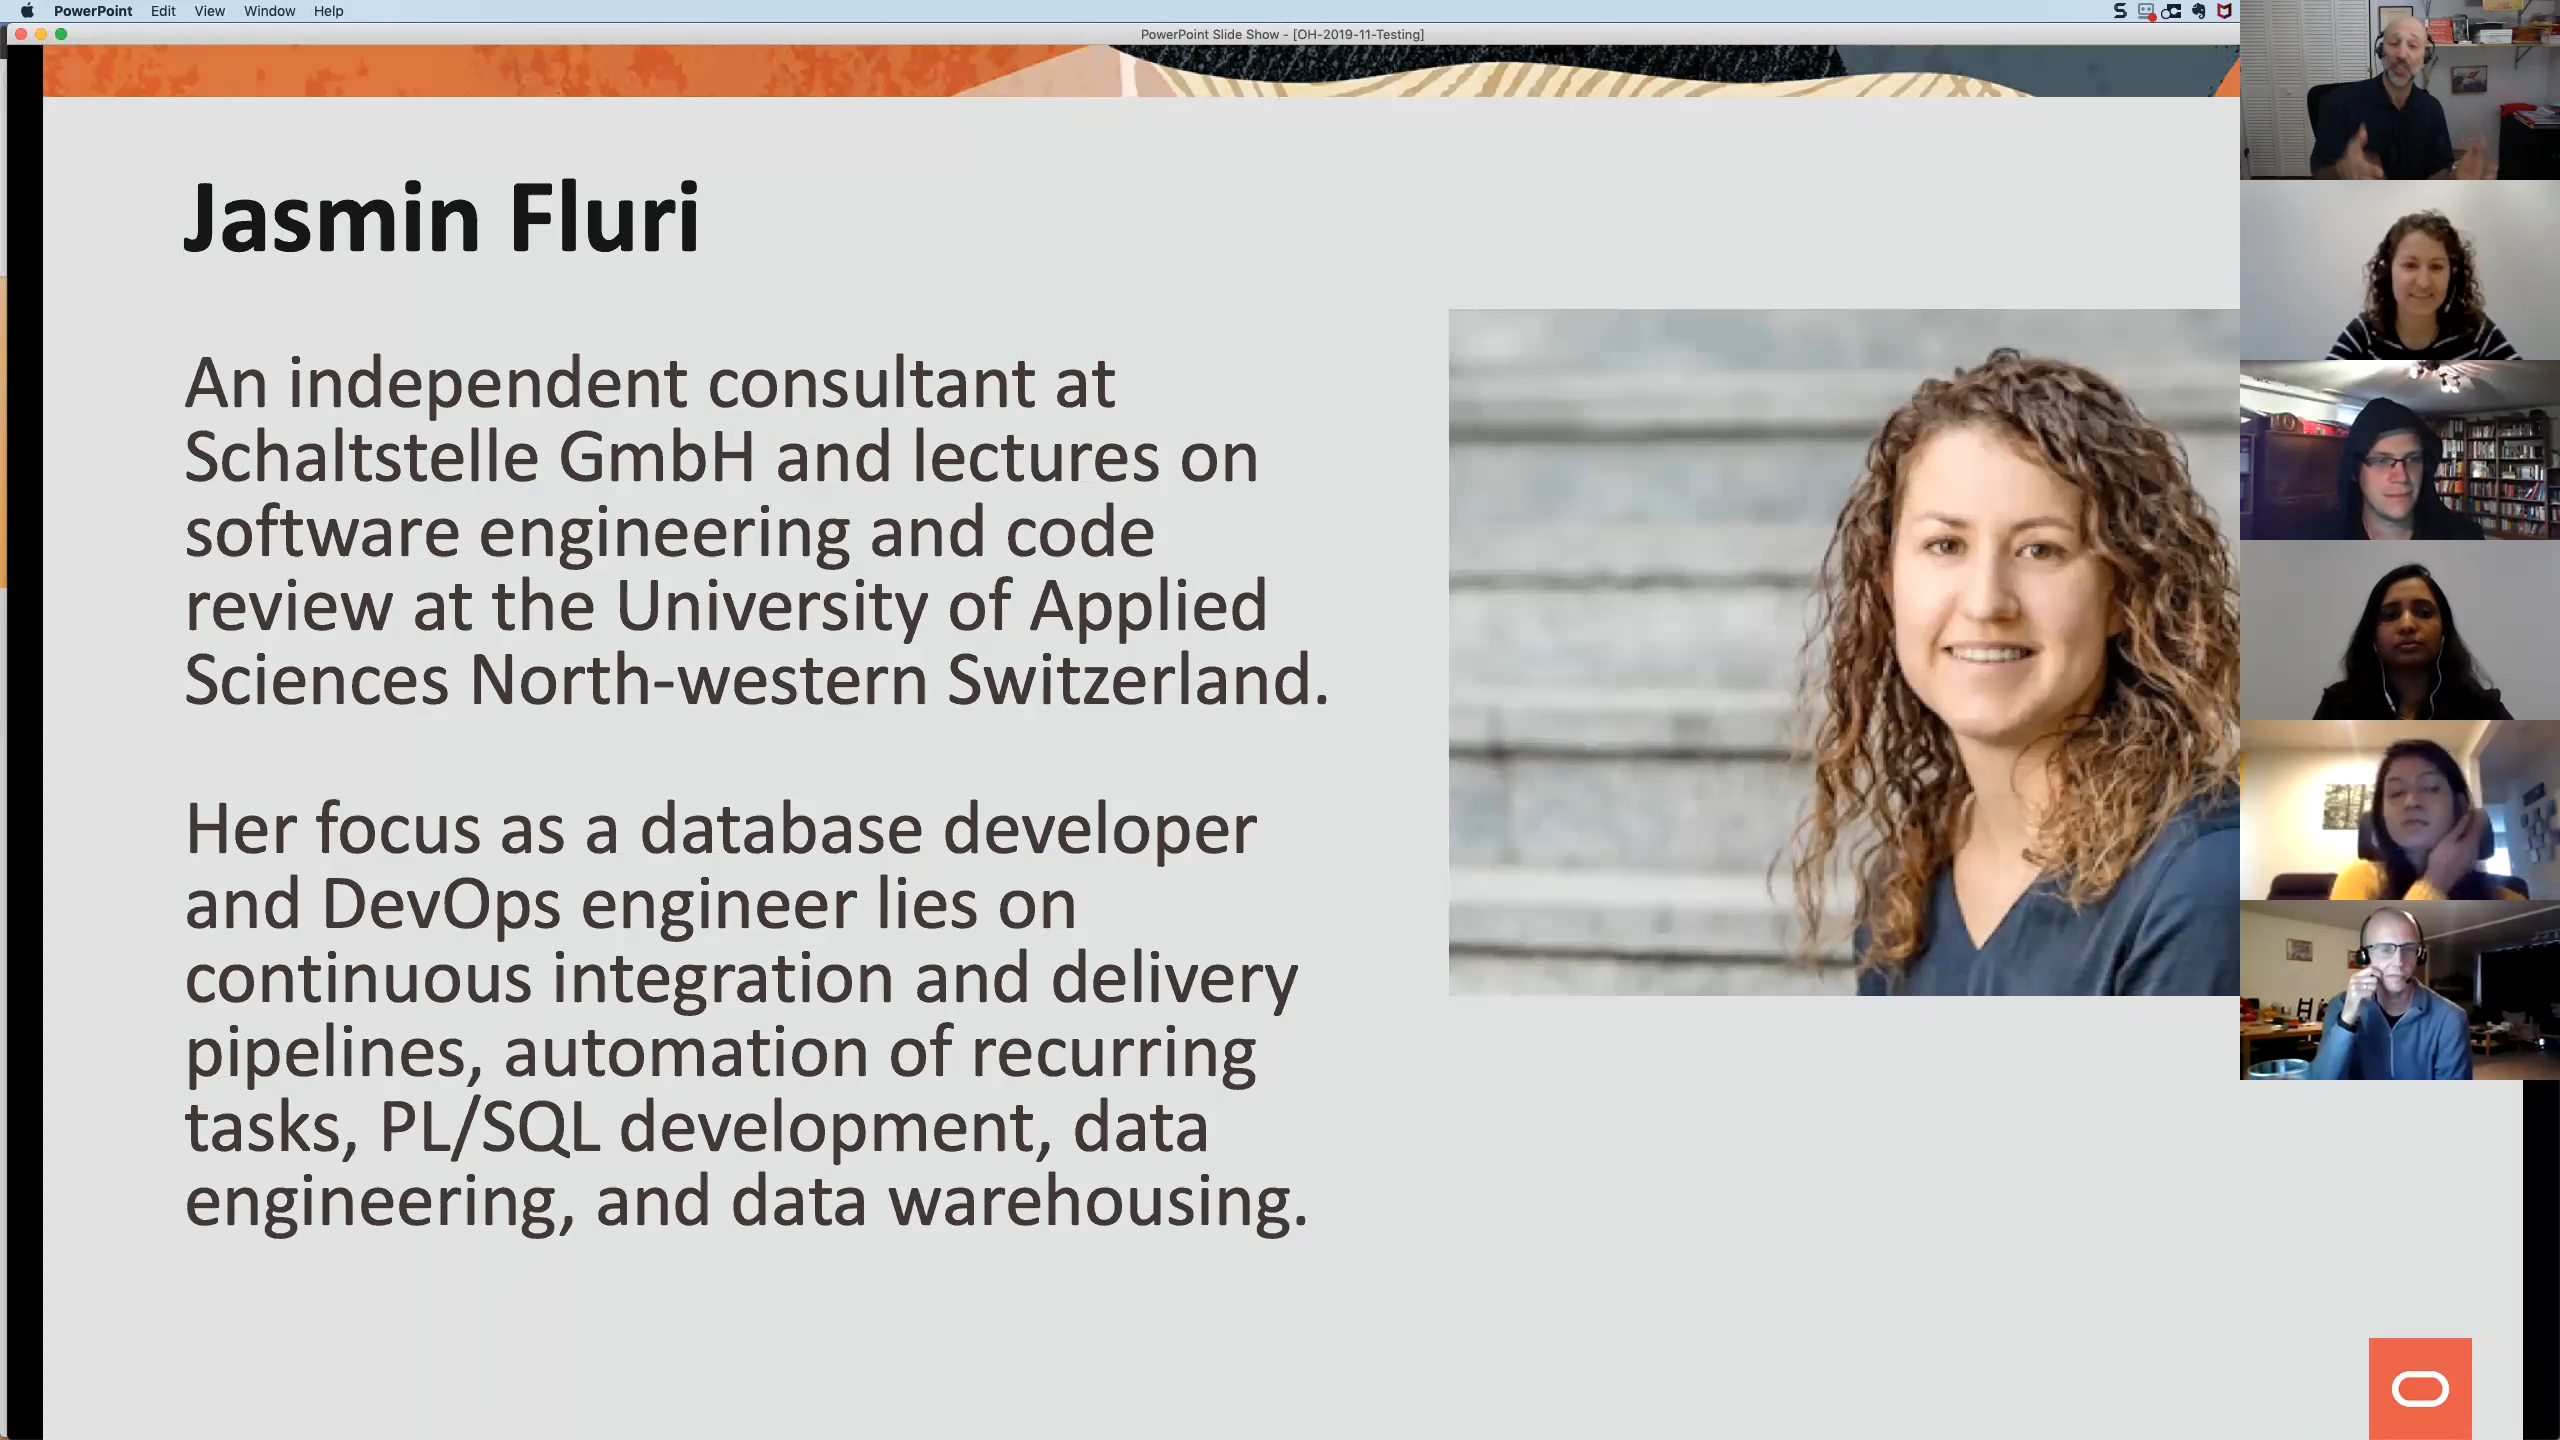 PowerPoint Edit View Window Help
PowerPoint Slide Show - [OH-2019-11-Testing]
Jasmin Fluri
An independent consultant at
Schaltstelle GmbH and lectures on
software engineering and code
review at the University of Applied
Sciences North-western Switzerland.
Her focus as a database developer
and DevOps engineer lies on
continuous integration and delivery
pipelines, automation of recurring
tasks, PL/SQL development, data
engineering, and data warehousing.